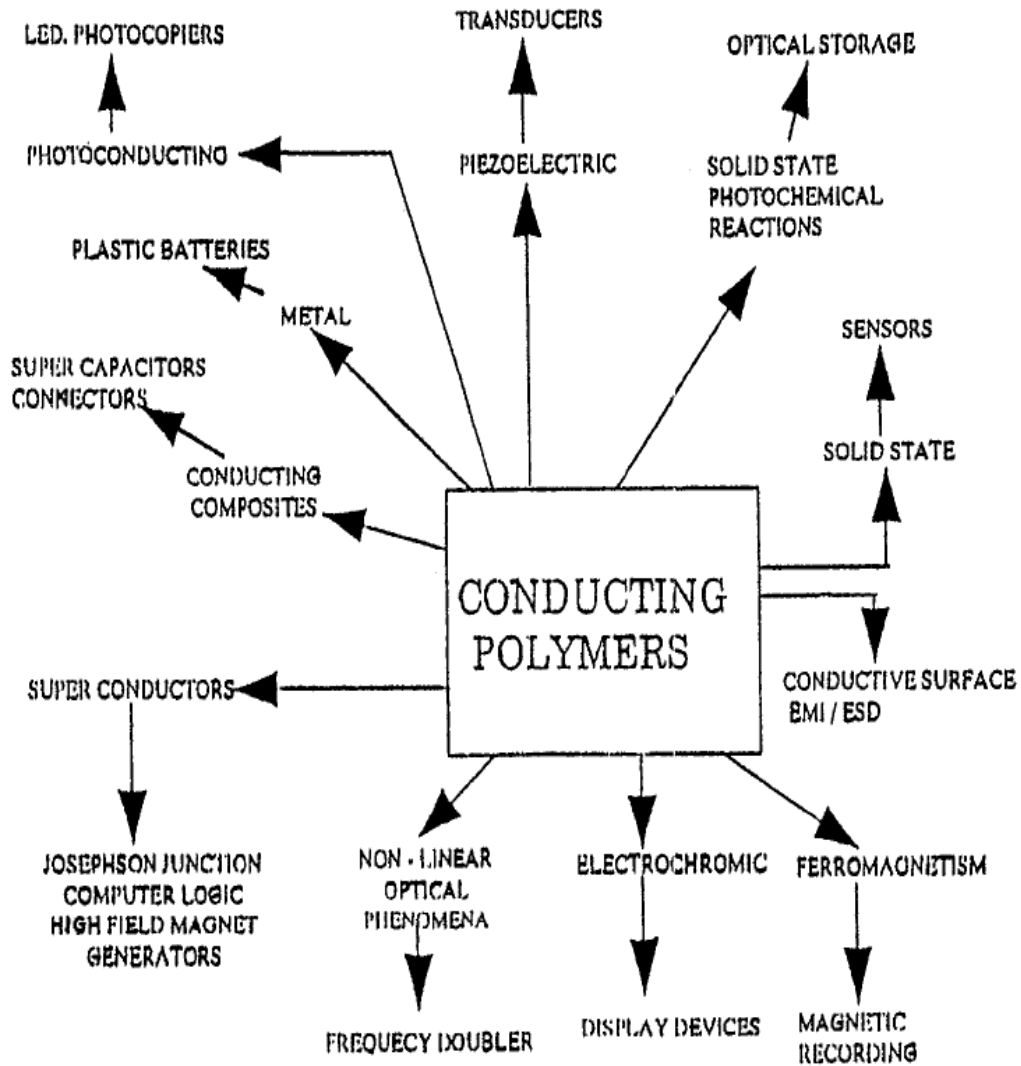 LED. PHOTOCOPIERS
TRANSDUCERS
OPTICAL STORAGE
PHOTOCONDUCTING
PIEZOELECTRIC
SOLID STATE
PHOTOCHEMICAL
REACTIONS
PLASTIC BATTERIES
METAL
SENSORS
SUPER CAPACITORS
CONNECTORS
SOLID STATE
CONDUCTING
COMPOSITES
CONDUCTING
POLYMERS
SUPER CONDUCTORS
CONDUCTIVE SURFACE
EMI / ESD
JOSEPHSON JUNCTION
COMPUTER LOGIC
HIGH FIELD MAGNET
GENERATORS
NON - LINEAR
OPTICAL
PHENOMENA
ELECTROCHROMIC
FERROMAGNETISM
FREQUECY DOUBLER
DISPLAY DEVICES
MAGNETIC
RECORDING